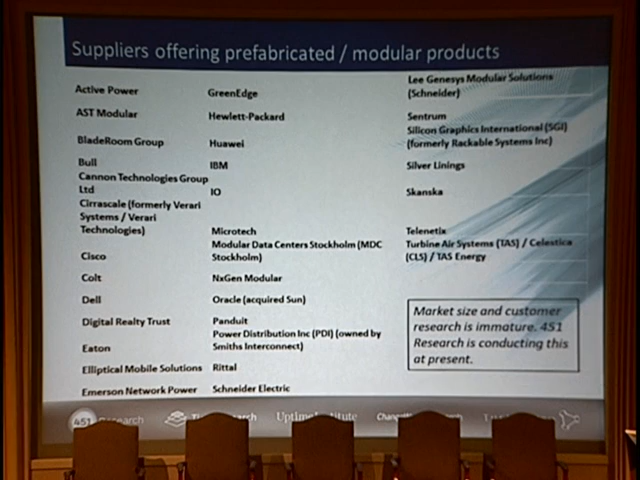 Suppliers offering prefabricated / modular products
Active Power
AST Modular
BladeRoom Group
Bull
Cannon Technologies Group
Ltd
Cirrascale (formerly Verari
Systems / Verari
Technologies)
Cisco
Colt
Dell
Digital Realty Trust
Eaton
Elliptical Mobile Solutions
Emerson Network Power
GreenEdge
Hewlett-Packard
Huawei
IBM
IO
Microtech
Modular Data Centers Stockholm (MDC
Stockholm)
NxGen Modular
Oracle (acquired Sun)
Panduit
Power Distribution Inc (PDI) (owned by
Smiths Interconnect)
Rittal
Schneider Electric
Lee Genesys Modular Solutions
(Schneider)
Sentrum
Silicon Graphics International (SGI)
(formerly Rackable Systems Inc)
Silver Linings
Skanska
Telenetix
Turbine Air Systems (TAS) / Celestica
(CLS) / TAS Energy
Market size and customer
research is immature. 451
Research is conducting this
at present.
451